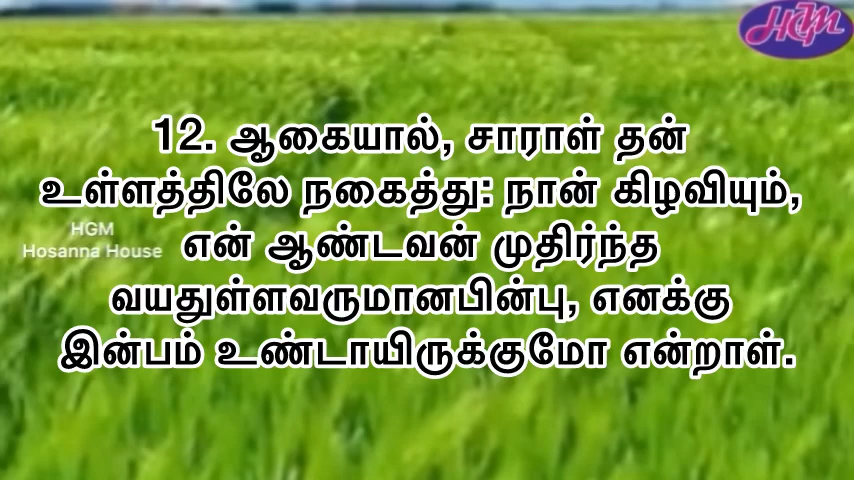 HGM
12. ஆகையால், சாராள் தன்
உள்ளத்திலே நகைத்து: நான் கிழவியும்,
என் ஆண்டவன் முதிர்ந்த
வயதுள்ளவருமானபின்பு, எனக்கு
இன்பம் உண்டாயிருக்குமோ என்றாள்.
HGM
Hosanna House